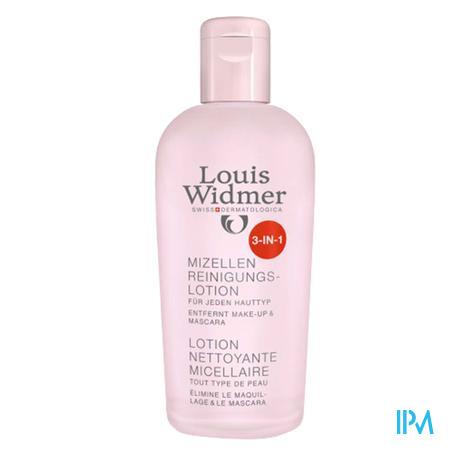 Louis
Widmer
SWISS DERMATOLOGICA
3-IN-1
MIZELLEN
REINIGUNGS-
LOTION
FÜR JEDEN HAUTTYP
ENTFERNT MAKE-UP &
MASCARA
LOTION
NETTOYANTE
MICELLAIRE
TOUT TYPE DE PEAU
ÉLIMINE LE MAQUIL-
LAGE & LE MASCARA
IPM